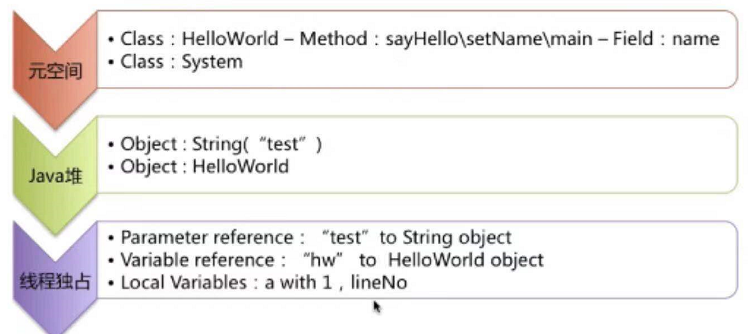 元空间
• Class : HelloWorld – Method : sayHello\setName\main – Field : name
• Class : System
Java堆
• Object : String(“test”)
• Object : HelloWorld
线程独占
• Parameter reference : “test” to String object
• Variable reference : “hw” to HelloWorld object
• Local Variables : a with 1 , lineNo